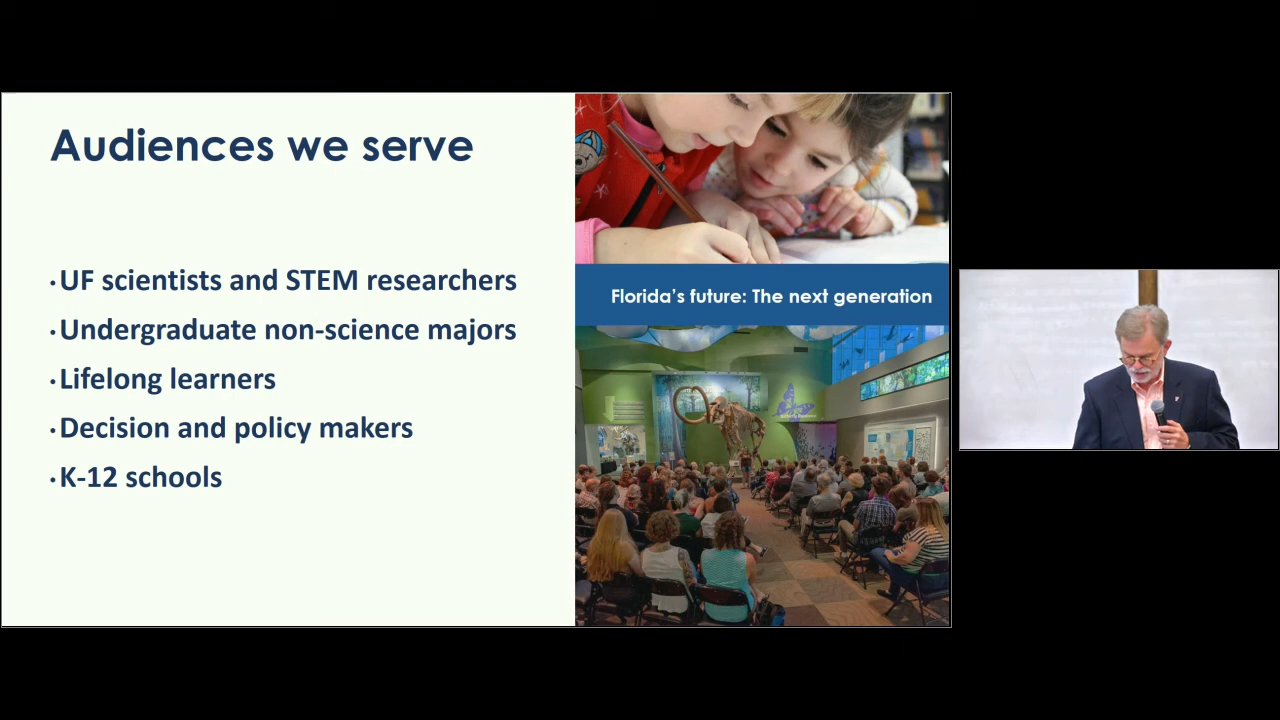 Audiences we serve
·UF scientists and STEM researchers
·Undergraduate non-science majors
·Lifelong learners
·Decision and policy makers
·K-12 schools
Florida’s future: The next generation